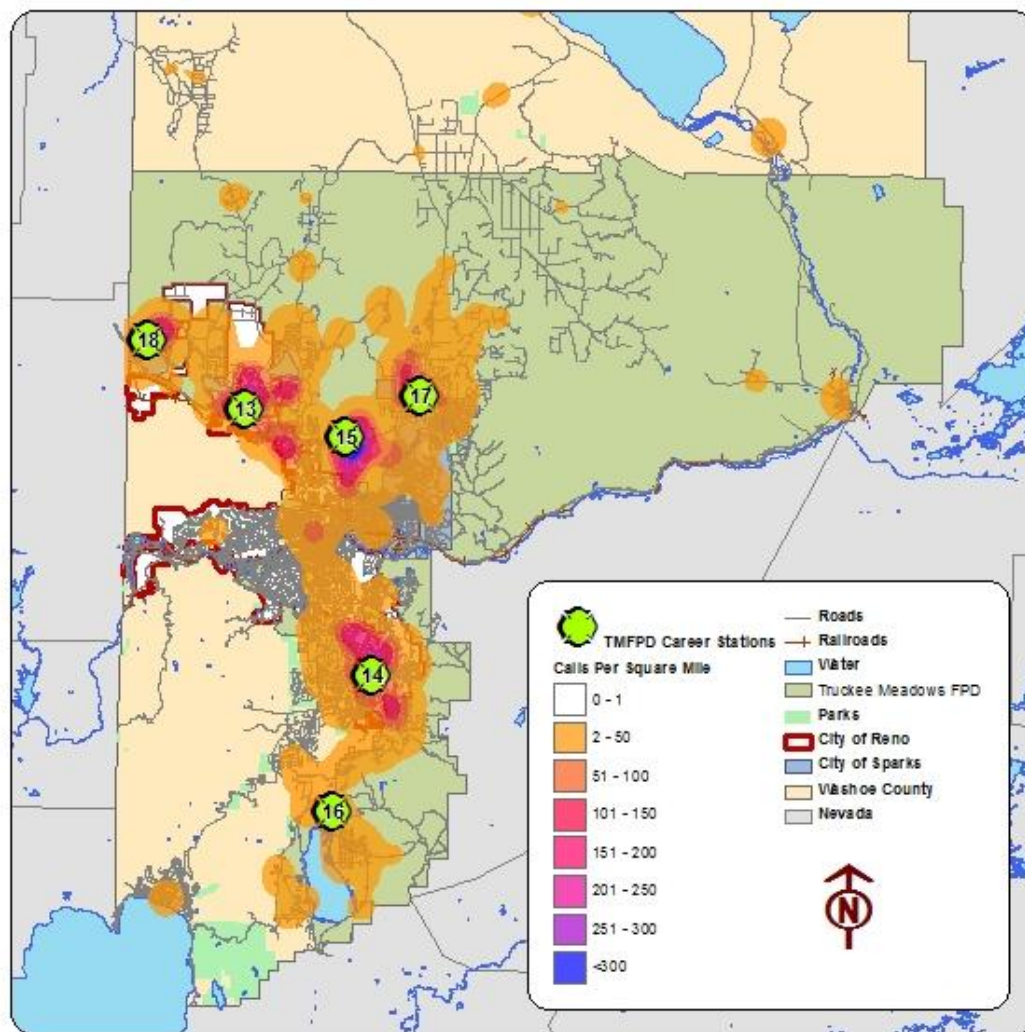 18
13
15
17
14
16
TMFPD Career Stations
Calls Per Square Mile
0 - 1
2 - 50
51 - 100
101 - 150
151 - 200
201 - 250
251 - 300
<300
Roads
Railroads
Water
Truckee Meadows FPD
Parks
City of Reno
City of Sparks
Washoe County
Nevada
N